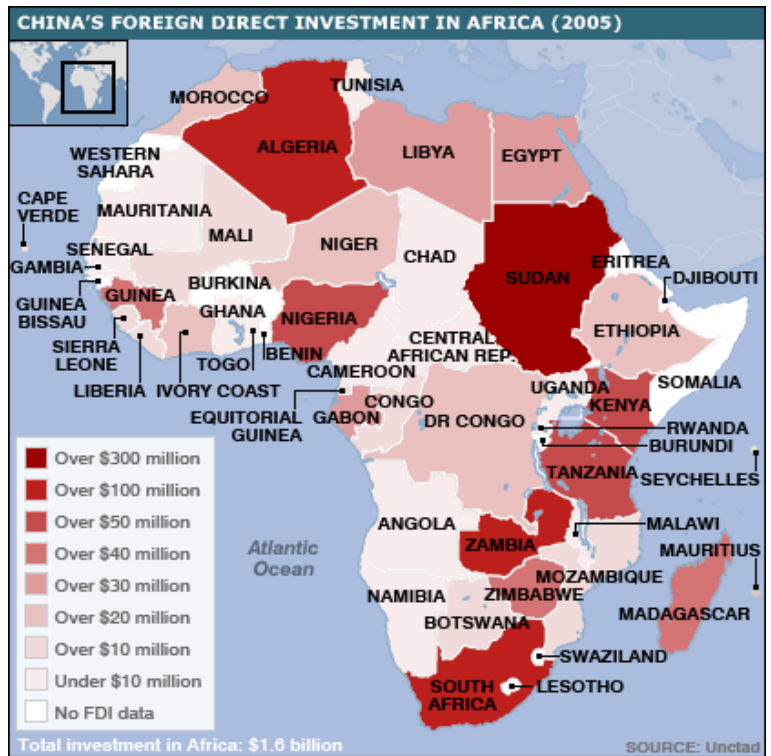 CHINA'S FOREIGN DIRECT INVESTMENT IN AFRICA (2005)
TUNISIA
MOROCCO
ALGERIA
LIBYA
EGYPT
WESTERN
SAHARA
CAPE
VERDE
MAURITANIA
MALI
NIGER
CHAD
SUDAN
ERITREA
DJIBOUTI
SENEGAL
GAMBIA
GUINEA
BISSAU
GUINEA
BURKINA
GHANA
NIGERIA
ETHIOPIA
SIERRA
LEONE
LIBERIA
IVORY COAST
TOGO
BENIN
CENTRAL
AFRICAN REP.
CAMEROON
EQUITORIAL
GUINEA
GABON
CONGO
DR CONGO
UGANDA
KENYA
SOMALIA
RWANDA
BURUNDI
TANZANIA
SEYCHELLES
ANGOLA
ZAMBIA
MALAWI
MAURITIUS
MOZAMBIQUE
ZIMBABWE
NAMIBIA
BOTSWANA
MADAGASCAR
SWAZILAND
LESOTHO
SOUTH
AFRICA
Atlantic
Ocean
Over $300 million
Over $100 million
Over $50 million
Over $40 million
Over $30 million
Over $20 million
Over $10 million
Under $10 million
No FDI data
Total investment in Africa: $1.6 billion
SOURCE: Unctad